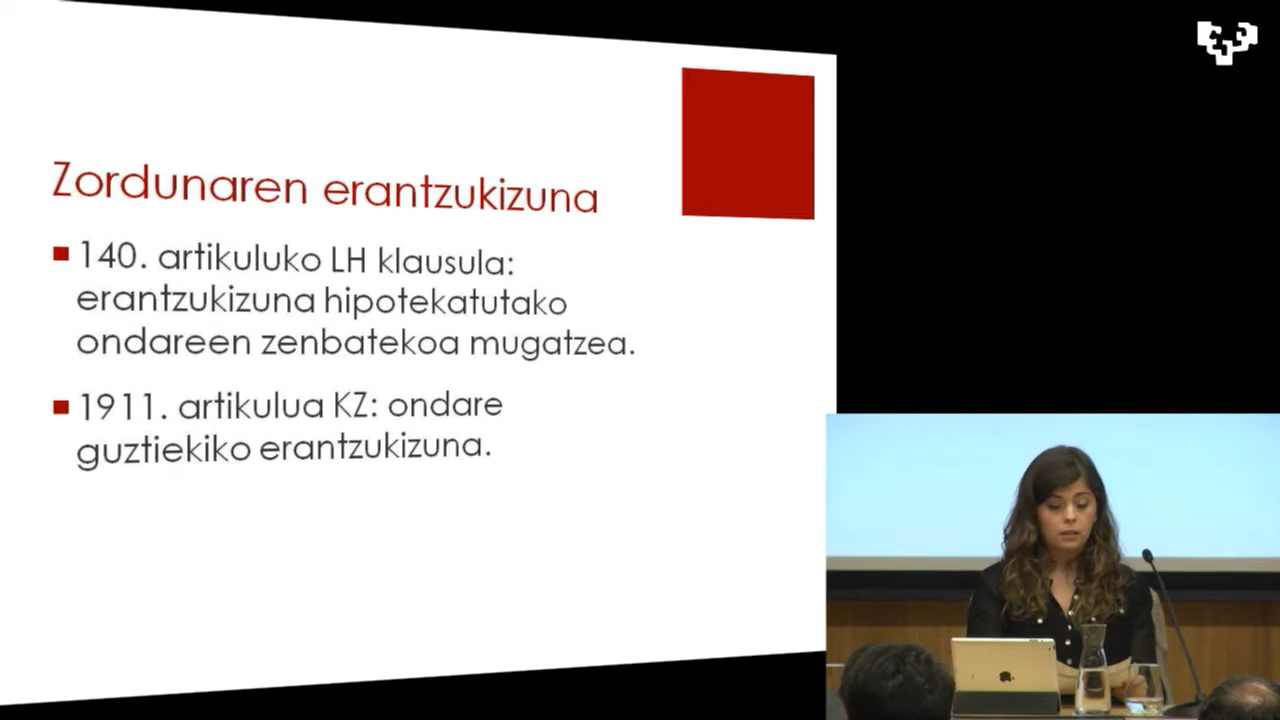 Zordunaren erantzukizuna
140. artikuluko LH klausula:
erantzukizuna hipotekatutako
ondareen zenbatekoa mugatzea.
1911. artikulua KZ: ondare
guztiekiko erantzukizuna.